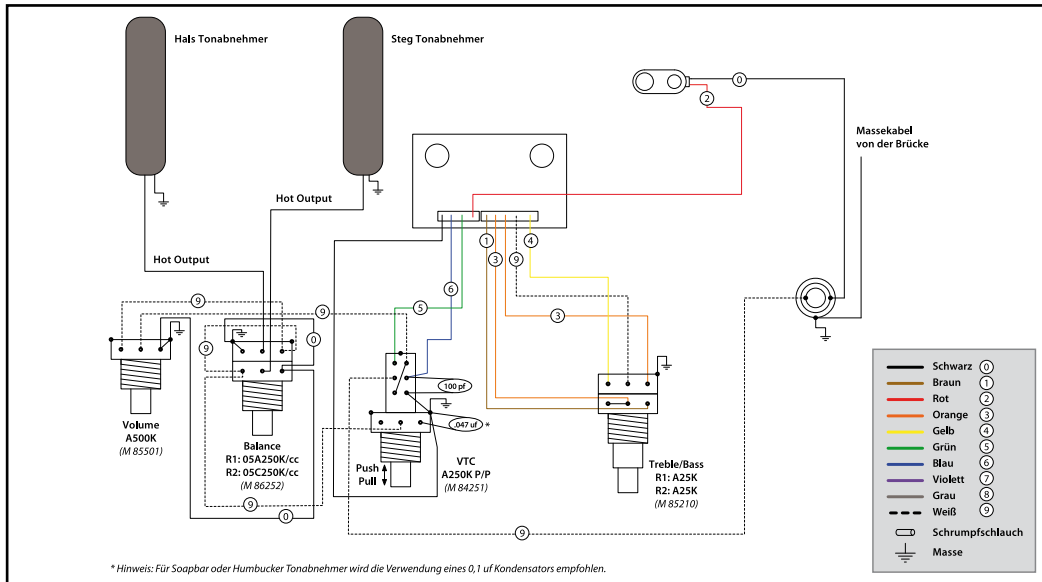 Hals Tonabnehmer
Steg Tonabnehmer
0
2
Massekabel
von der Brücke
Hot Output
Hot Output
1
4
3
9
6
9
9
5
3
9
0
100 pf
.047 uf *
Volume
A500K
(M 85501)
Balance
R1: 05A250K/cc
R2: 05C250K/cc
(M 86252)
Push
Pull
VTC
A250K P/P
(M 84251)
Treble/Bass
R1: A25K
R2: A25K
(M 85210)
9
0
9
Schwarz 0
Braun 1
Rot 2
Orange 3
Gelb 4
Grün 5
Blau 6
Violett 7
Grau 8
Weiß 9
Schrumpfschlauch
Masse
* Hinweis: Für Soapbar oder Humbucker Tonabnehmer wird die Verwendung eines 0,1 uf Kondensators empfohlen.